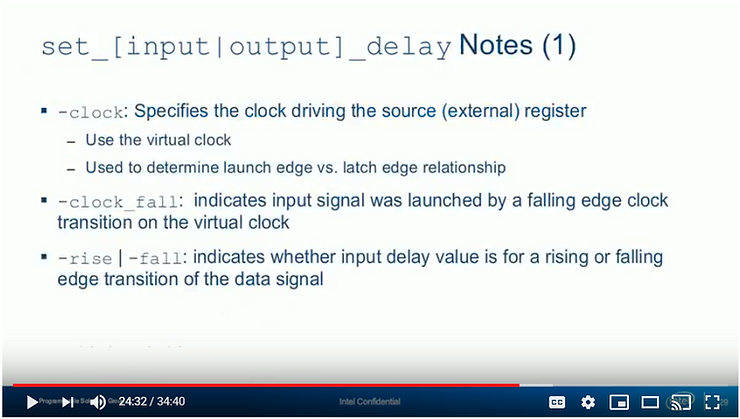 set_[input|output]_delay Notes (1)
▪ -clock: Specifies the clock driving the source (external) register
– Use the virtual clock
– Used to determine launch edge vs. latch edge relationship
▪ -clock_fall: indicates input signal was launched by a falling edge clock
transition on the virtual clock
▪ -rise | -fall: indicates whether input delay value is for a rising or falling
edge transition of the data signal
24:32 / 34:40
Intel Confidential
CC
29